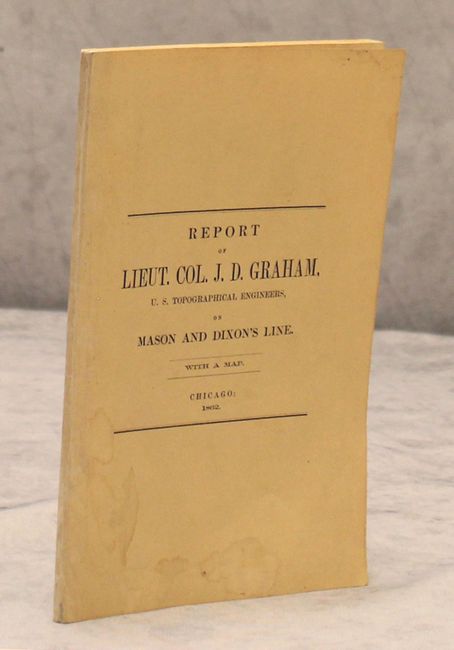 REPORT
OF
LIEUT. COL. J. D. GRAHAM,
U. S. TOPOGRAPHICAL ENGINEERS,
ON
MASON AND DIXON'S LINE.
WITH A MAP.
CHICAGO:
1862.